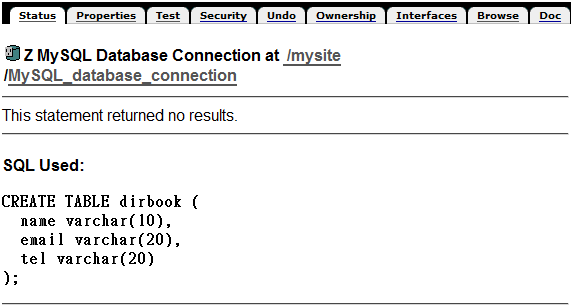 Status Properties Test Security Undo Ownership Interfaces Browse Doc
Z MySQL Database Connection at /mysite
/MySQL_database_connection
This statement returned no results.
SQL Used:
CREATE TABLE dirbook (
  name varchar(10),
  email varchar(20),
  tel varchar(20)
);